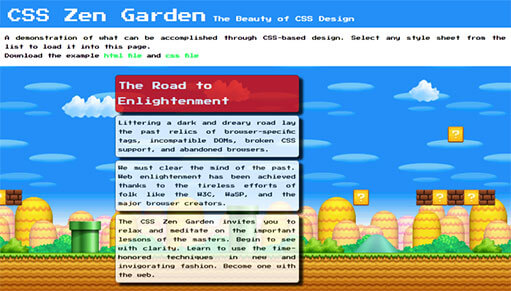 CSS Zen Garden The Beauty of CSS Design
A demonstration of what can be accomplished through CSS-based design. Select any style sheet from the
list to load it into this page.
Download the example html file and css file
The Road to
Enlightenment
Littering a dark and dreary road lay
the past relics of browser-specific
tags, incompatible DOMs, broken CSS
support, and abandoned browsers.
We must clear the mind of the past.
Web enlightenment has been achieved
thanks to the tireless efforts of
folk like the W3C, WaSP, and the
major browser creators.
The CSS Zen Garden invites you to
relax and meditate on the important
lessons of the masters. Begin to see
with clarity. Learn to use the time-
honored techniques in new and
invigorating fashion. Become one with
the web.